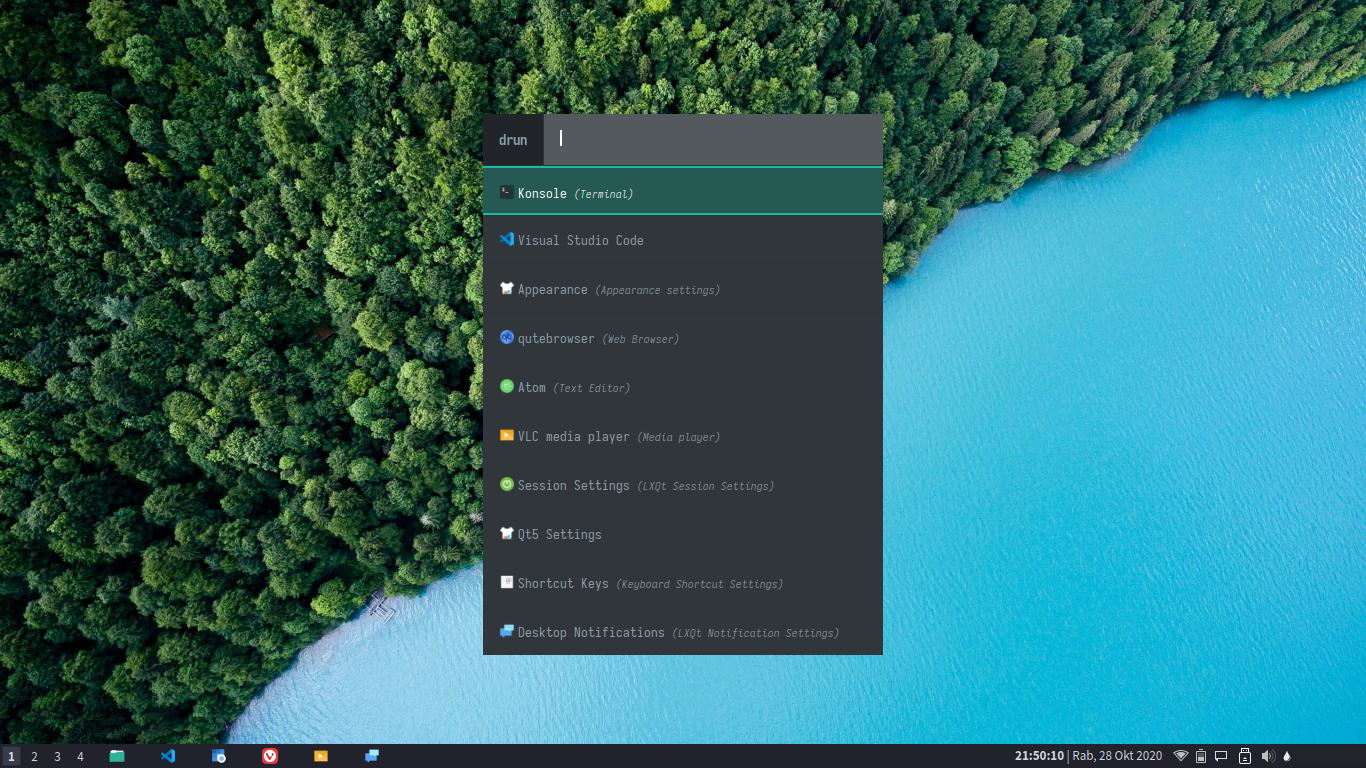 drun
Konsole (Terminal)
Visual Studio Code
Appearance (Appearance settings)
qutebrowser (Web Browser)
Atom (Text Editor)
VLC media player (Media player)
Session Settings (LXQt Session Settings)
Qt5 Settings
Shortcut Keys (Keyboard Shortcut Settings)
Desktop Notifications (LXQt Notification Settings)
1 2 3 4 21:50:10 | Rab, 28 Okt 2020